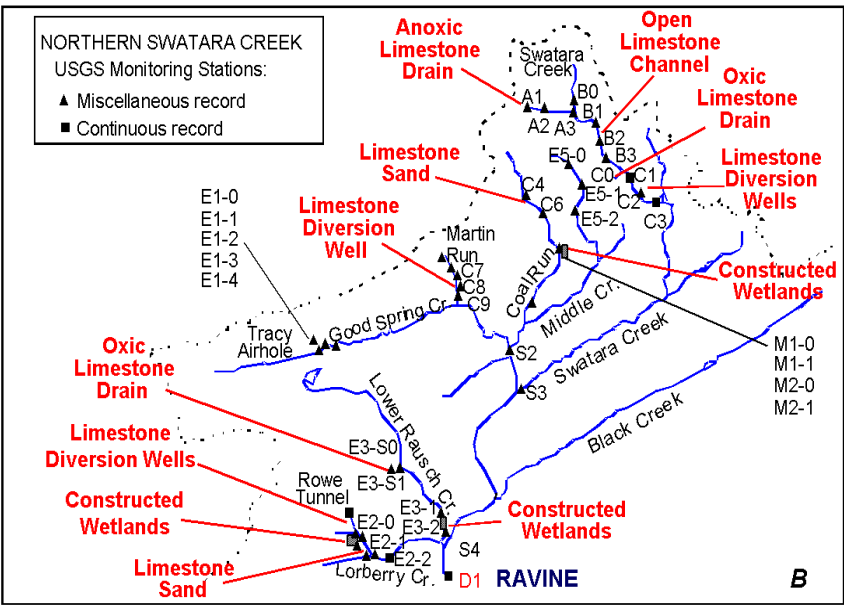 NORTHERN SWATARA CREEK
USGS Monitoring Stations:
▲ Miscellaneous record
■ Continuous record
Anoxic
Limestone
Drain
Swatara
Creek
Open
Limestone
Channel
Oxic
Limestone
Drain
Limestone
Diversion
Wells
A1
A2
A3
B0
B1
B2
B3
C0
C1
C2
C3
E5-0
E5-1
E5-2
Limestone
Sand
C4
C6
Limestone
Diversion
Well
Martin
Run
C7
C8
C9
E1-0
E1-1
E1-2
E1-3
E1-4
Tracy
Airhole
Good Spring Cr.
Coal Run
Middle Cr.
Constructed
Wetlands
M1-0
M1-1
M2-0
M2-1
S2
S3
Swatara Creek
Black Creek
Oxic
Limestone
Drain
Lower Rausch Cr.
E3-S0
E3-S1
Limestone
Diversion Wells
Rowe
Tunnel
Constructed
Wetlands
E2-0
E2-1
E2-2
E3-1
E3-2
Constructed
Wetlands
S4
Limestone
Sand
Lorberry Cr.
D1 RAVINE
B